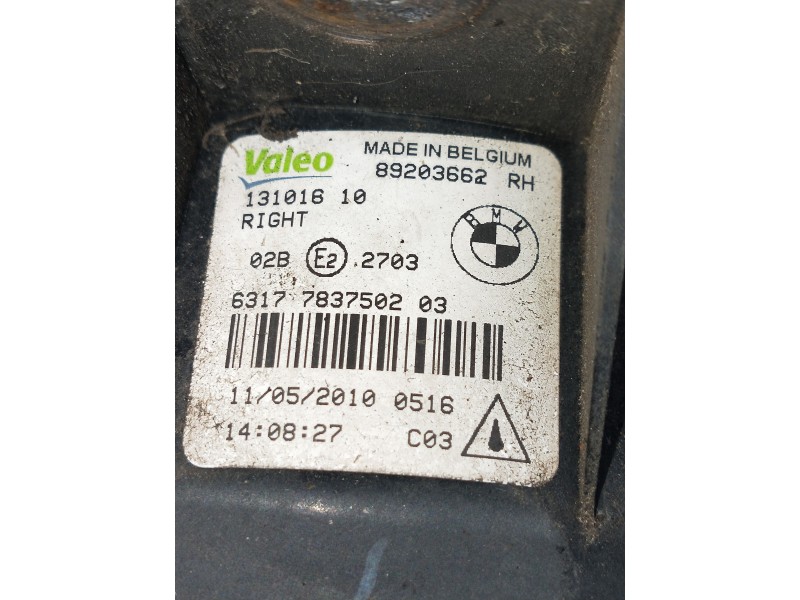 Valeo MADE IN BELGIUM
89203662 RH
131016 10
RIGHT
BMW
02B E2 .2703
6317 7837502 03
11/05/2010 0516
14:08:27 C03